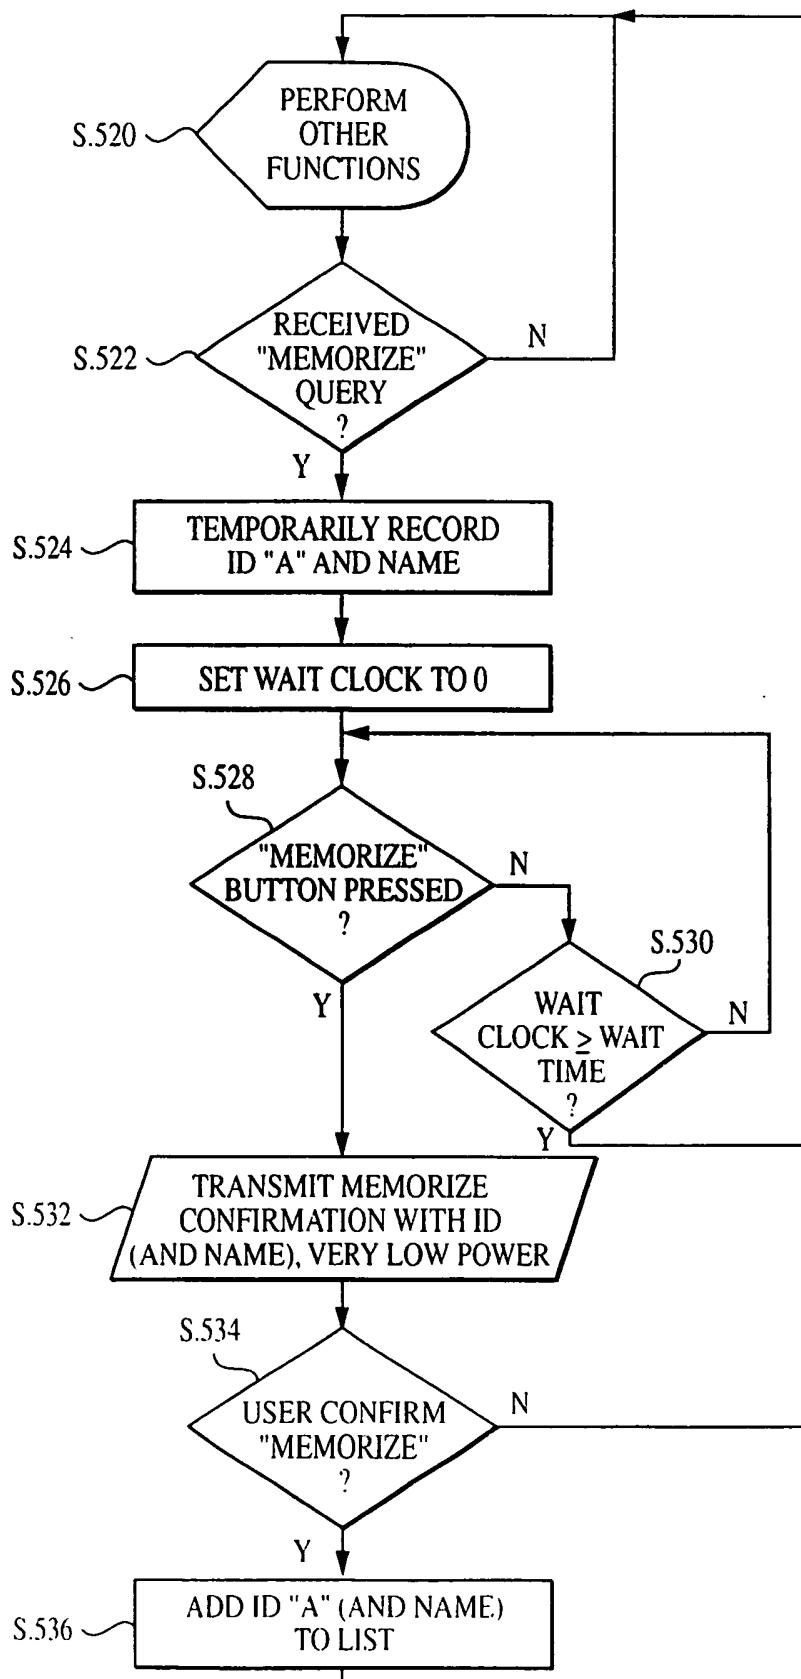 S.520
PERFORM
OTHER
FUNCTIONS
S.522
RECEIVED
"MEMORIZE"
QUERY
?
N
Y
S.524
TEMPORARILY RECORD
ID "A" AND NAME
S.526
SET WAIT CLOCK TO 0
S.528
"MEMORIZE"
BUTTON PRESSED
?
N
Y
S.530
WAIT
CLOCK ≥ WAIT
TIME
?
N
Y
S.532
TRANSMIT MEMORIZE
CONFIRMATION WITH ID
(AND NAME), VERY LOW POWER
S.534
USER CONFIRM
"MEMORIZE"
?
N
Y
S.536
ADD ID "A" (AND NAME)
TO LIST